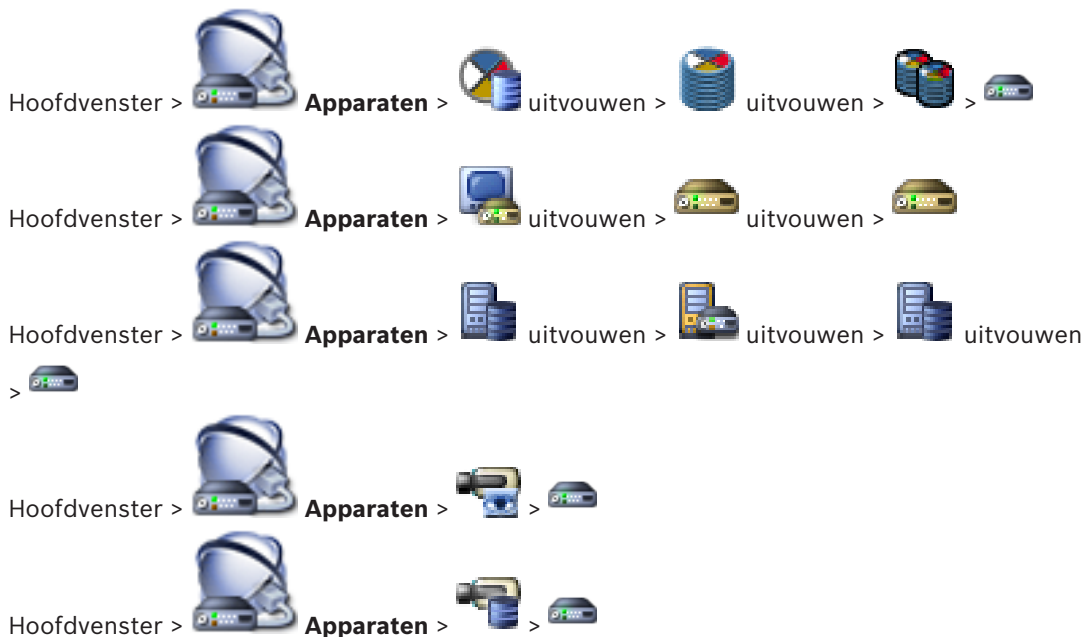 Hoofdvenster > Apparaten > uitvouwen > uitvouwen > >
Hoofdvenster > Apparaten > uitvouwen > uitvouwen >
Hoofdvenster > Apparaten > uitvouwen > uitvouwen > uitvouwen
>
Hoofdvenster > Apparaten > >
Hoofdvenster > Apparaten > >